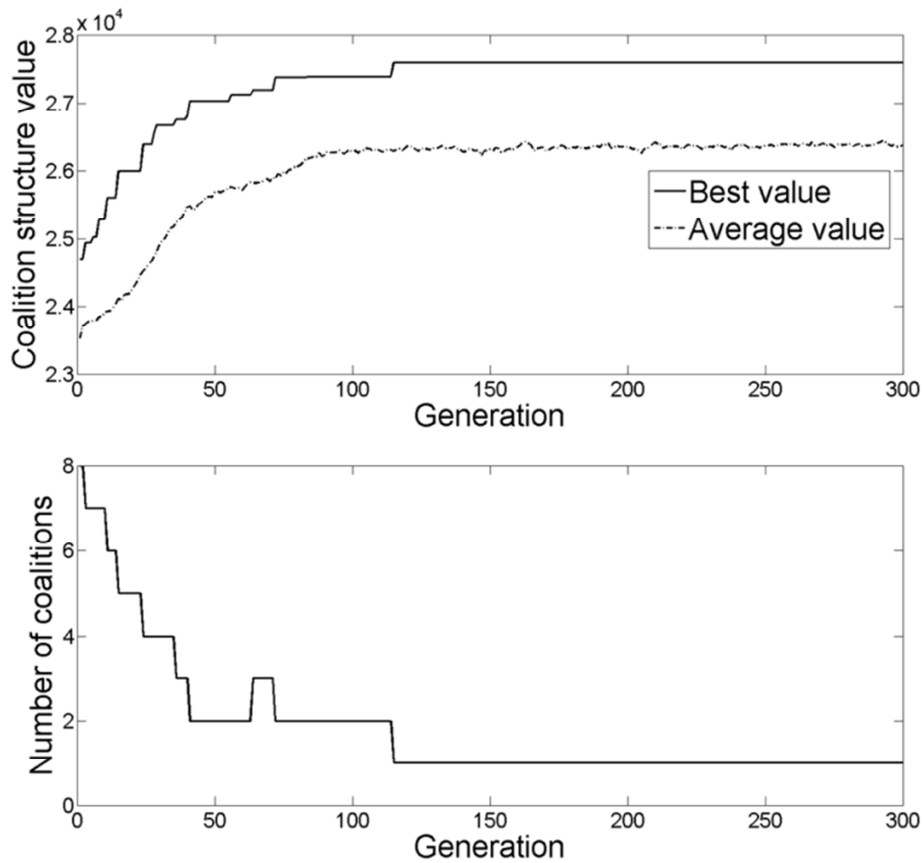 x 10⁴
2.8
2.7
2.6
2.5
2.4
2.3
Coalition structure value
Best value
Average value
0 50 100 150 200 250 300
Generation
8
6
4
2
0
Number of coalitions
0 50 100 150 200 250 300
Generation